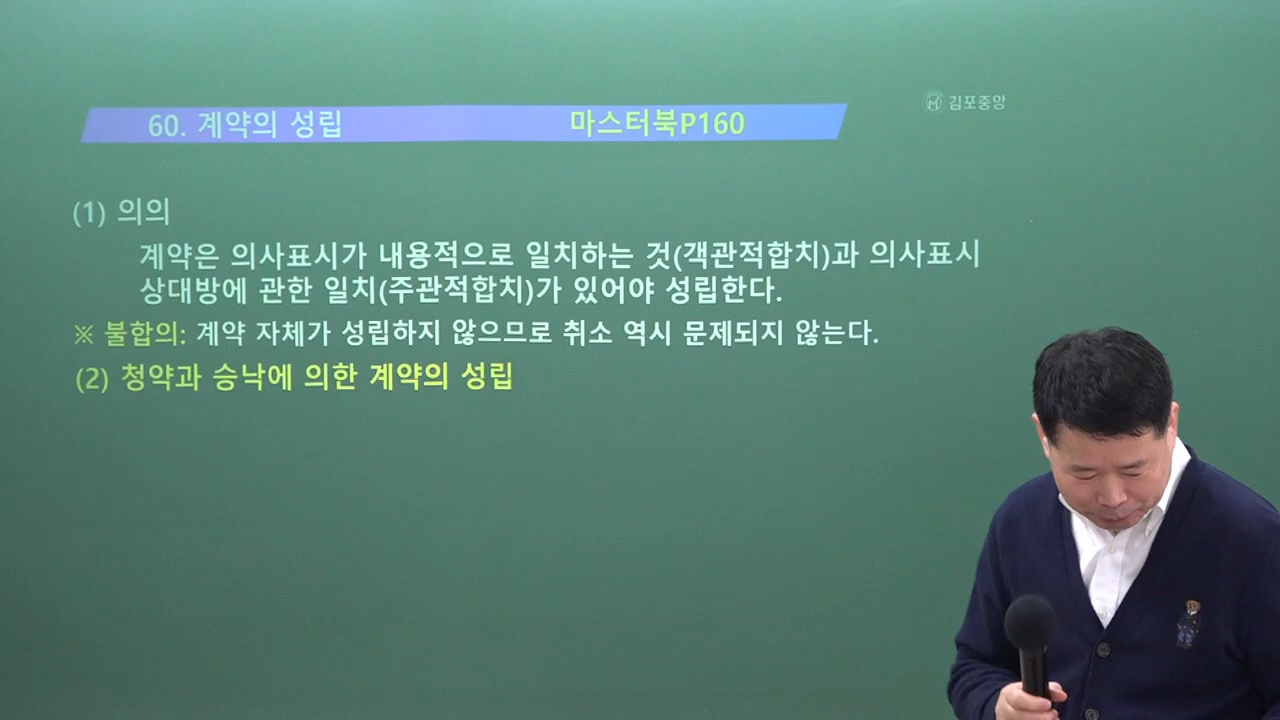 60. 계약의 성립 마스터북P160
김포중앙
(1) 의의
계약은 의사표시가 내용적으로 일치하는 것(객관적합치)과 의사표시
상대방에 관한 일치(주관적합치)가 있어야 성립한다.
※ 불합의: 계약 자체가 성립하지 않으므로 취소 역시 문제되지 않는다.
(2) 청약과 승낙에 의한 계약의 성립